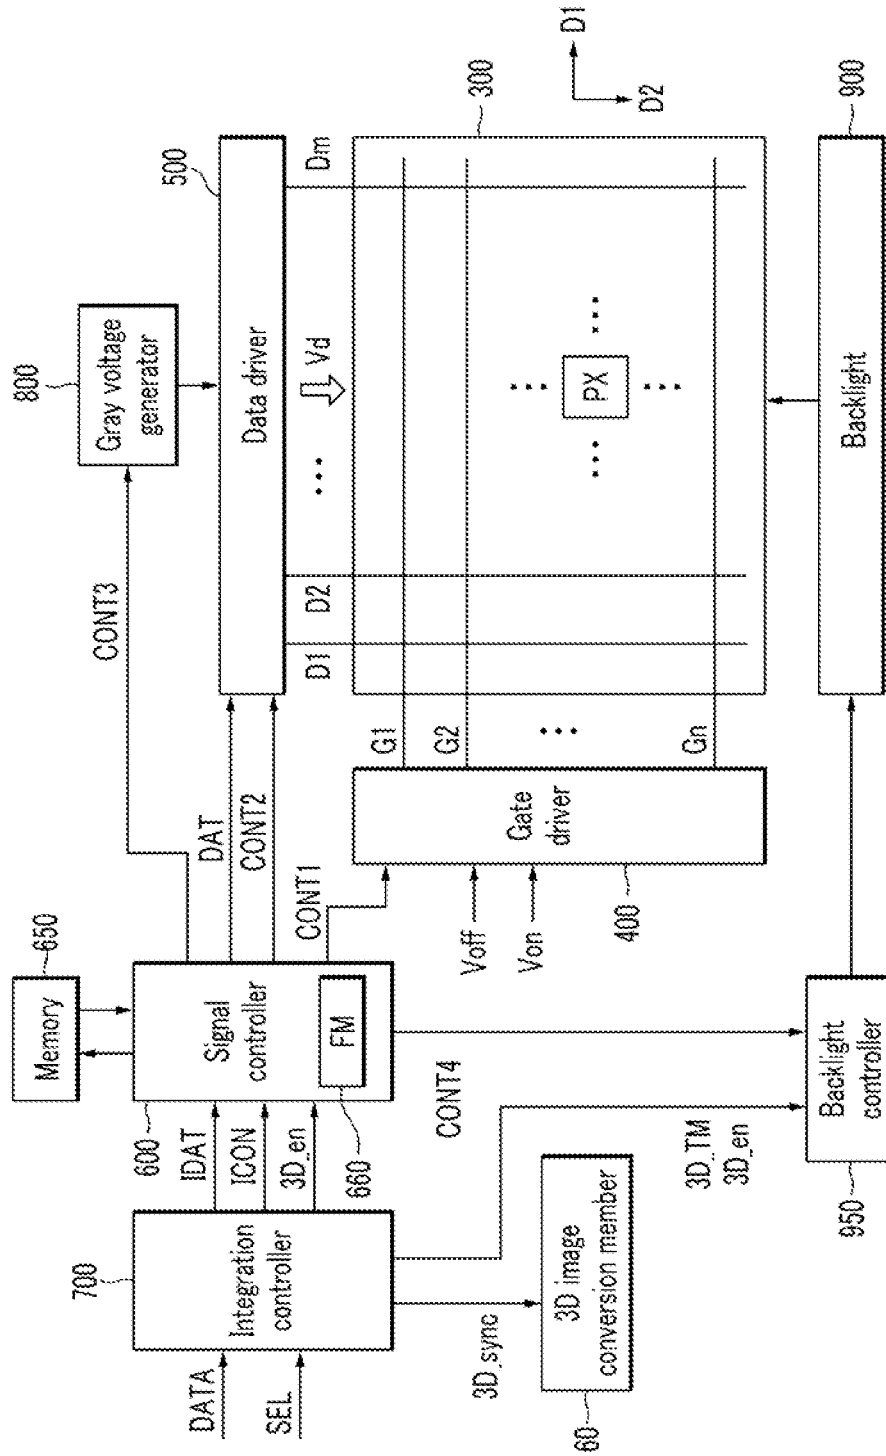 DATA
SEL
700
Integration
controller
IDAT
ICON
3D_en
600
Signal
controller
FM
660
Memory
650
CONT3
800
Gray voltage
generator
DAT
CONT2
CONT1
500
Data driver
D1
D2
...
Vd
Dm
Voff
Von
400
Gate
driver
G1
G2
...
Gn
300
...
... PX ...
...
D1
D2
3D_sync
60
3D image
conversion member
CONT4
3D_TM
3D_en
950
Backlight
controller
900
Backlight